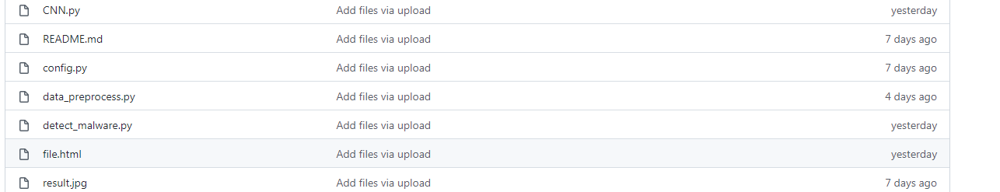 CNN.py Add files via upload yesterday
README.md Add files via upload 7 days ago
config.py Add files via upload 7 days ago
data_preprocess.py Add files via upload 4 days ago
detect_malware.py Add files via upload yesterday
file.html Add files via upload yesterday
result.jpg Add files via upload 7 days ago